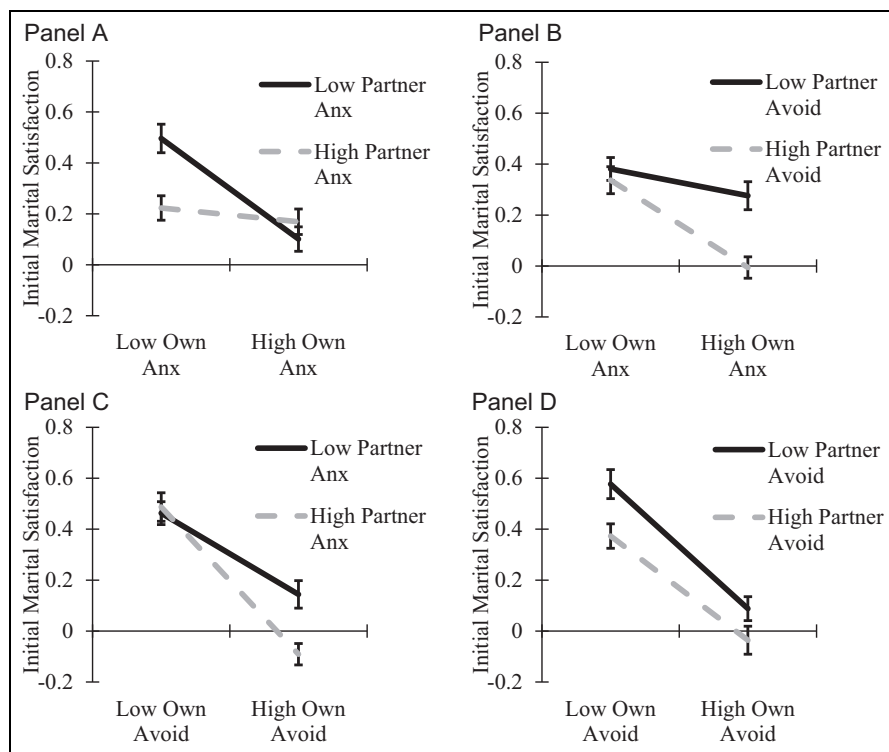 Panel A
Initial Marital Satisfaction
0.8
0.6
0.4
0.2
0
-0.2
Low Partner
Anx
High Partner
Anx
Low Own
Anx
High Own
Anx
Panel B
Initial Marital Satisfaction
0.8
0.6
0.4
0.2
0
-0.2
Low Partner
Avoid
High Partner
Avoid
Low Own
Anx
High Own
Anx
Panel C
Initial Marital Satisfaction
0.8
0.6
0.4
0.2
0
-0.2
Low Partner
Anx
High Partner
Anx
Low Own
Avoid
High Own
Avoid
Panel D
Initial Marital Satisfaction
0.8
0.6
0.4
0.2
0
-0.2
Low Partner
Avoid
High Partner
Avoid
Low Own
Avoid
High Own
Avoid